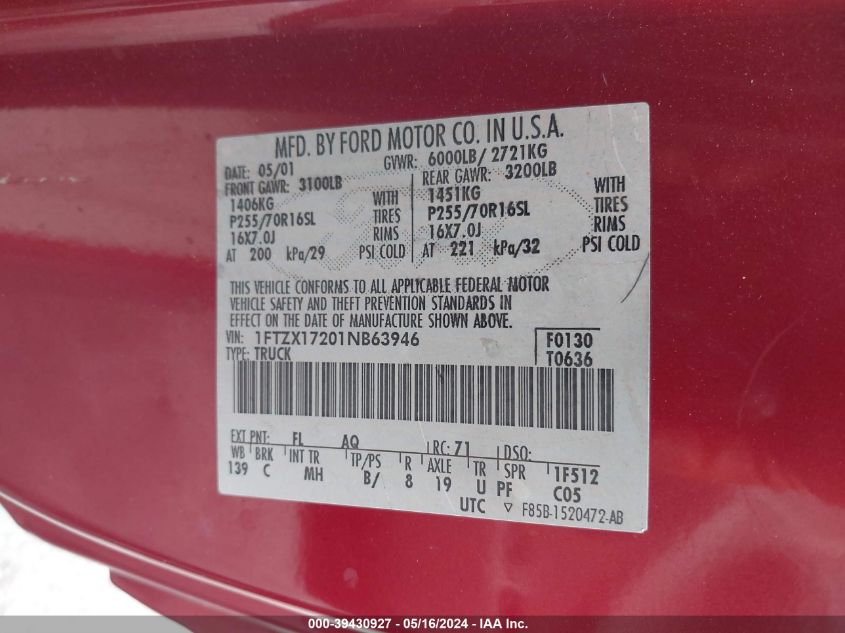 MFD. BY FORD MOTOR CO. IN U.S.A.
DATE: 05/01 GVWR: 6000LB/ 2721KG
FRONT GAWR: 3100LB REAR GAWR: 3200LB
1406KG WITH 1451KG WITH
P255/70R16SL TIRES P255/70R16SL TIRES
16X7.0J RIMS 16X7.0J RIMS
AT 200 kPa/29 PSI COLD AT 221 kPa/32 PSI COLD
THIS VEHICLE CONFORMS TO ALL APPLICABLE FEDERAL MOTOR
VEHICLE SAFETY AND THEFT PREVENTION STANDARDS IN
EFFECT ON THE DATE OF MANUFACTURE SHOWN ABOVE.
VIN: 1FTZX17201NB63946 F0130
TYPE: TRUCK T0636
EXT PNT: FL AQ RC: 71 DSO:
WB BRK INT TR TP/PS R AXLE TR SPR 1F512
139 C MH B/ 8 19 U PF C05
UTC ▽ F85B-1520472-AB
000-39430927 - 05/16/2024 - IAA Inc.